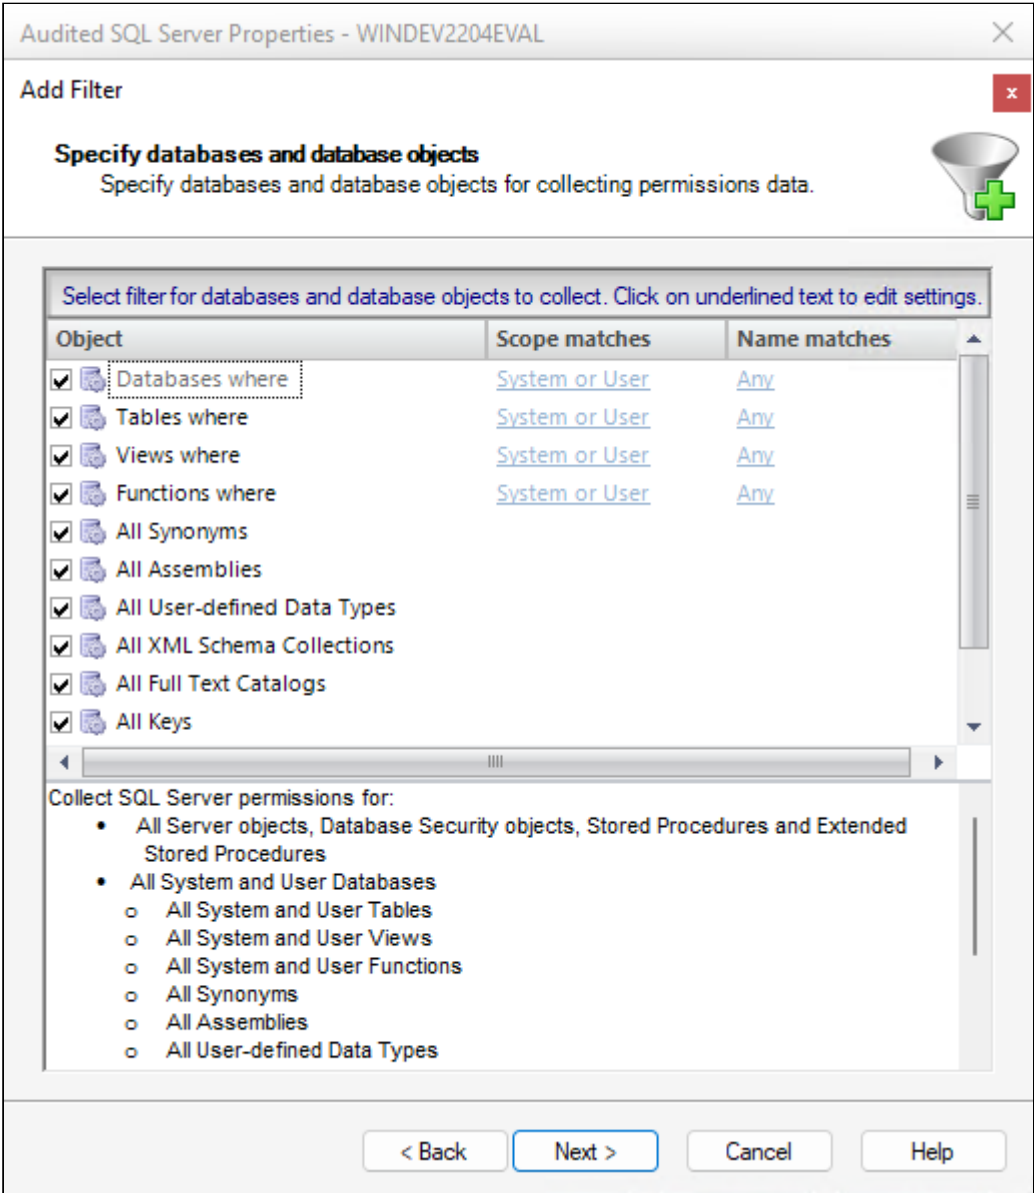 Audited SQL Server Properties - WINDEV2204EVAL
Add Filter
x
Specify databases and database objects
Specify databases and database objects for collecting permissions data.
Select filter for databases and database objects to collect. Click on underlined text to edit settings.
Object Scope matches Name matches
Databases where System or User Any
Tables where System or User Any
Views where System or User Any
Functions where System or User Any
All Synonyms
All Assemblies
All User-defined Data Types
All XML Schema Collections
All Full Text Catalogs
All Keys
Collect SQL Server permissions for:
• All Server objects, Database Security objects, Stored Procedures and Extended
Stored Procedures
• All System and User Databases
o All System and User Tables
o All System and User Views
o All System and User Functions
o All Synonyms
o All Assemblies
o All User-defined Data Types
< Back Next > Cancel Help